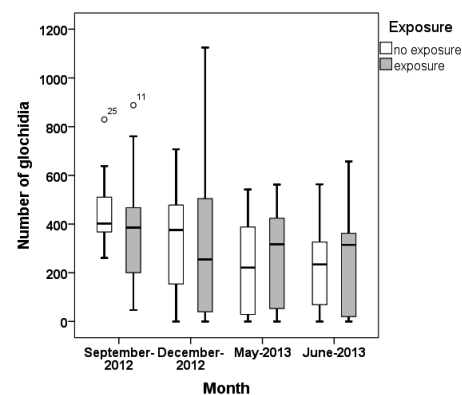 Exposure
no exposure
exposure
Number of glochidia
1200
1000
800
600
400
200
0
25
11
September-
2012
December-
2012
May-2013
June-2013
Month